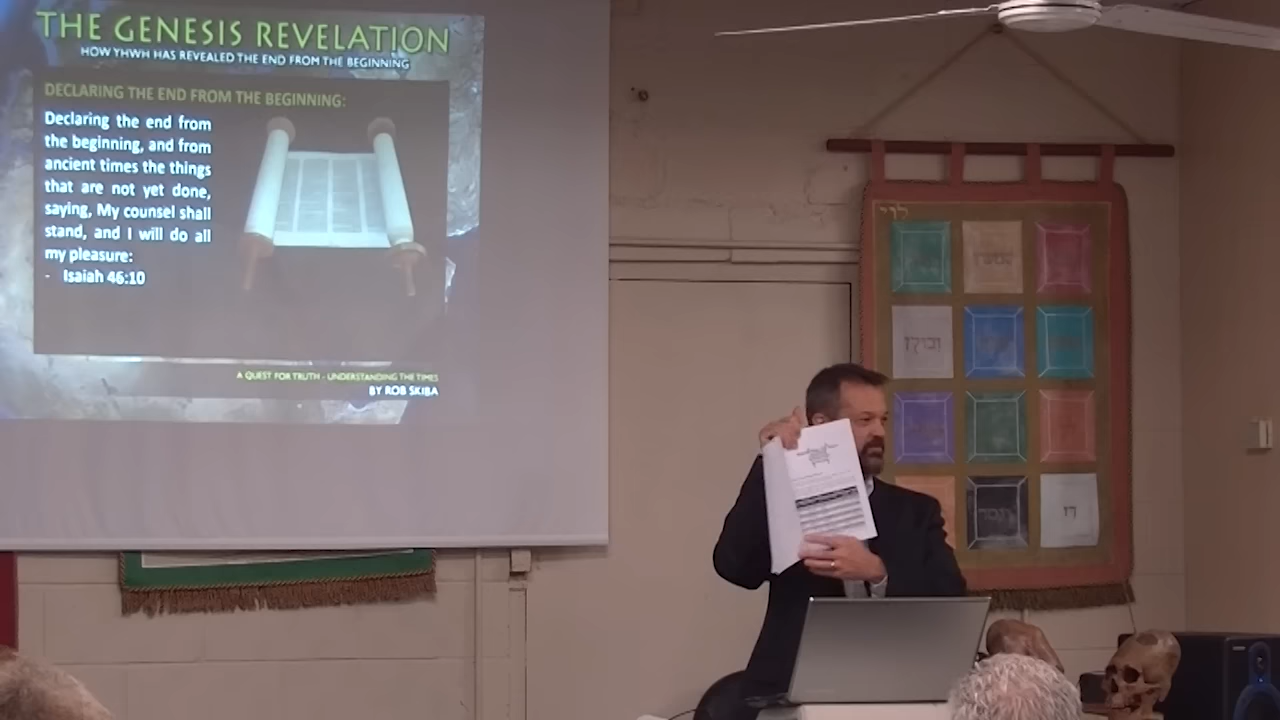 THE GENESIS REVELATION
HOW YHWH HAS REVEALED THE END FROM THE BEGINNING
DECLARING THE END FROM THE BEGINNING:
Declaring the end from
the beginning, and from
ancient times the things
that are not yet done,
saying, My counsel shall
stand, and I will do all
my pleasure:
- Isaiah 46:10
A QUEST FOR TRUTH - UNDERSTANDING THE TIMES
BY ROB SKIBA
לוי